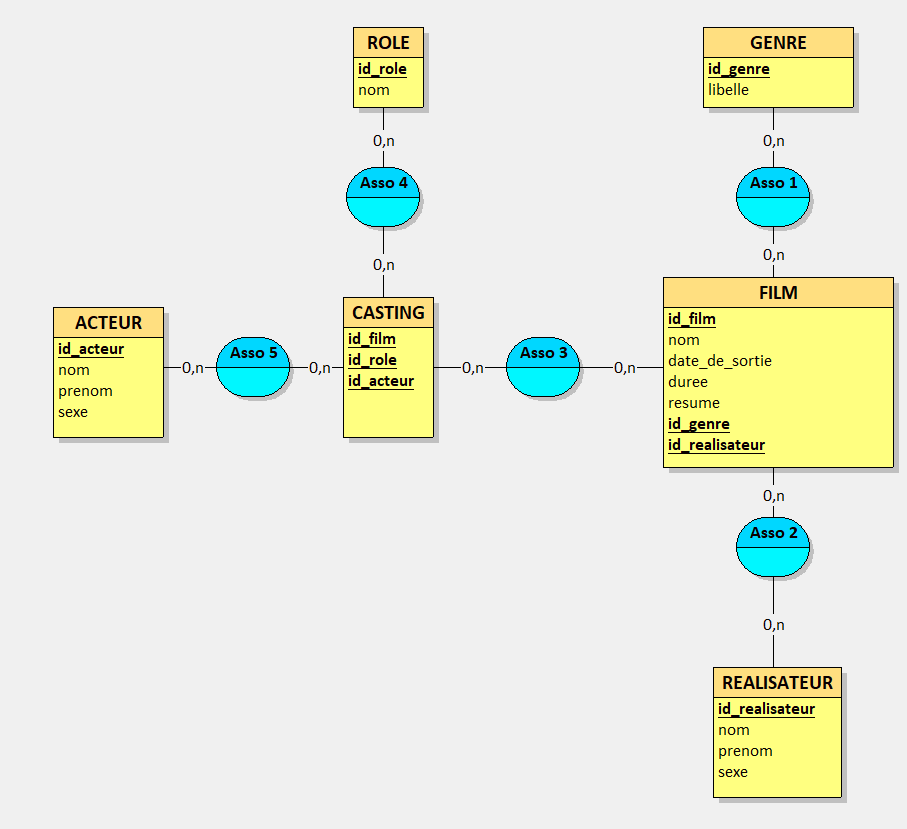 ROLE
id_role
nom
0,n
Asso 4
0,n
GENRE
id_genre
libelle
0,n
Asso 1
0,n
ACTEUR
id_acteur
nom
prenom
sexe
0,n
Asso 5
0,n
CASTING
id_film
id_role
id_acteur
0,n
Asso 3
0,n
FILM
id_film
nom
date_de_sortie
duree
resume
id_genre
id_realisateur
0,n
Asso 2
0,n
REALISATEUR
id_realisateur
nom
prenom
sexe